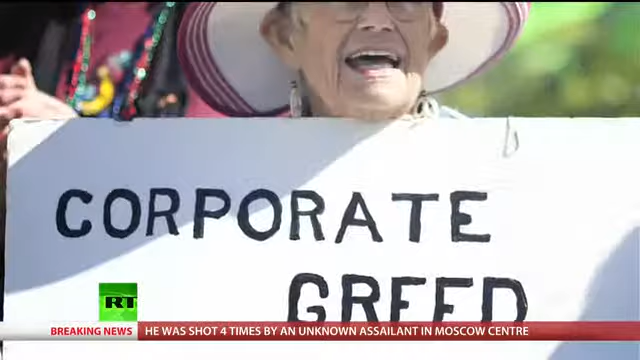 CORPORATE
GREED
RT
BREAKING NEWS HE WAS SHOT 4 TIMES BY AN UNKNOWN ASSAILANT IN MOSCOW CENTRE